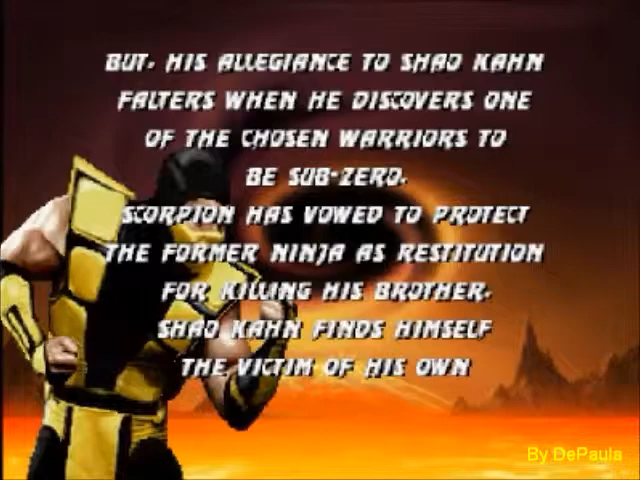 BUT, HIS ALLEGIANCE TO SHAO KAHN
FALTERS WHEN HE DISCOVERS ONE
OF THE CHOSEN WARRIORS TO
BE SUB-ZERO.
SCORPION HAS VOWED TO PROTECT
THE FORMER NINJA AS RESTITUTION
FOR KILLING HIS BROTHER.
SHAO KAHN FINDS HIMSELF
THE VICTIM OF HIS OWN
By DePaula